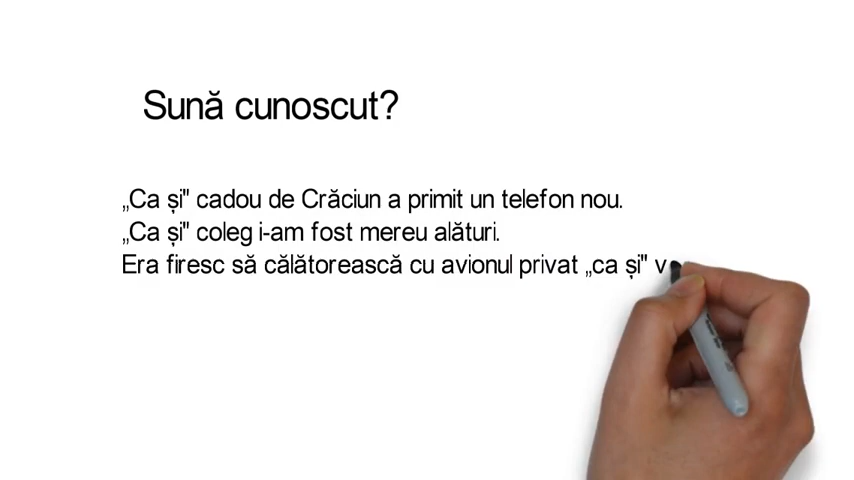 Sună cunoscut?
„Ca și" cadou de Crăciun a primit un telefon nou.
„Ca și" coleg i-am fost mereu alături.
Era firesc să călătorească cu avionul privat „ca și" v